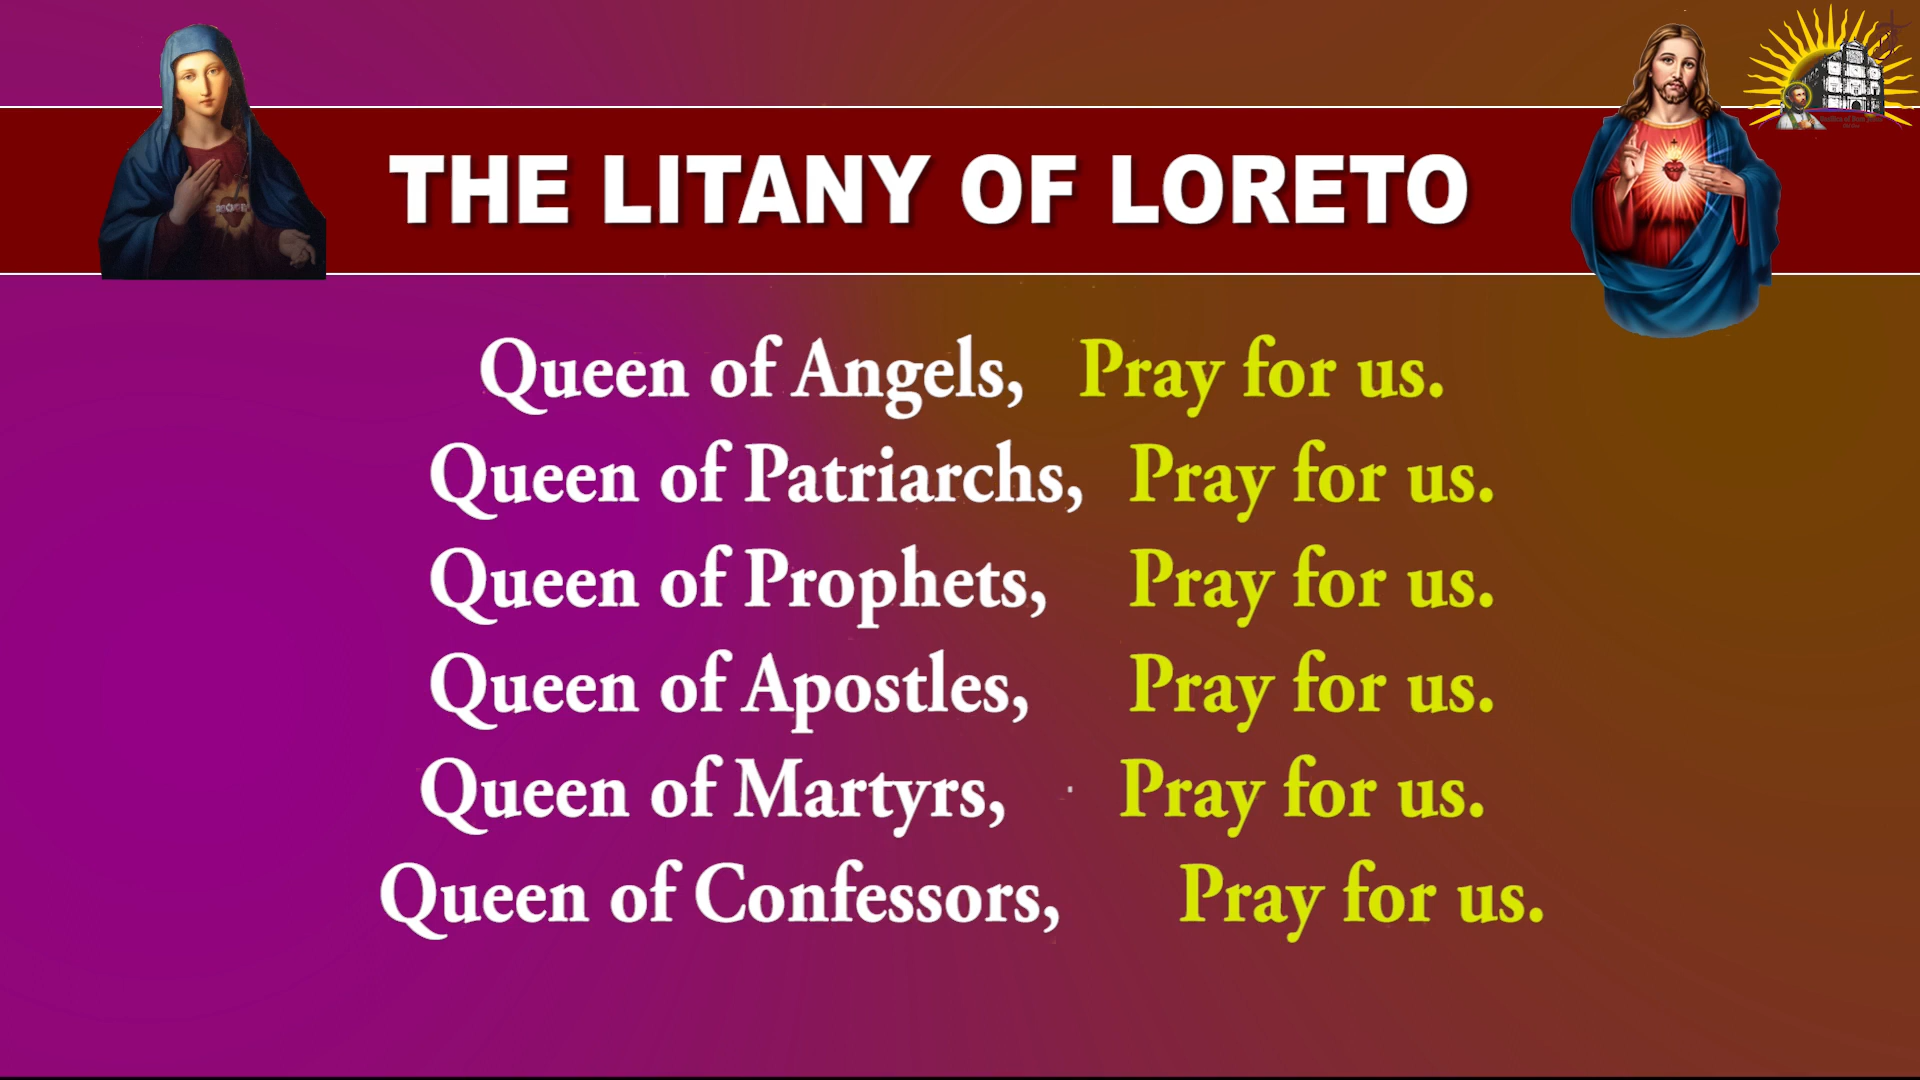 THE LITANY OF LORETO
Queen of Angels, Pray for us.
Queen of Patriarchs, Pray for us.
Queen of Prophets, Pray for us.
Queen of Apostles, Pray for us.
Queen of Martyrs, Pray for us.
Queen of Confessors, Pray for us.